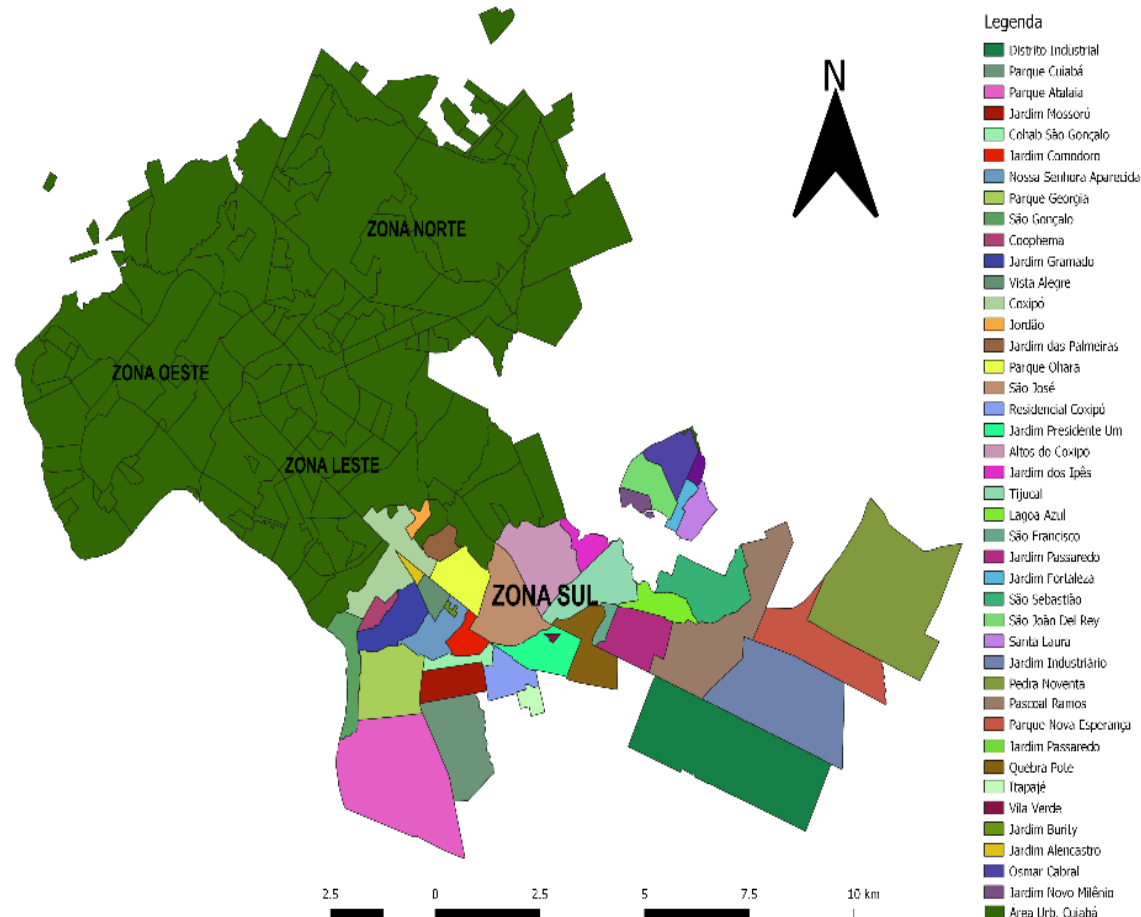 Legenda
Distrito Industrial
Parque Cuiabá
Parque Atalaia
Jardim Mossoró
Cohab São Gonçalo
Jardim Comodoro
Nossa Senhora Aparecida
Parque Georgia
São Gonçalo
Coophema
Jardim Gramado
Vista Alegre
Coxipó
Jordão
Jardim das Palmeiras
Parque Ohara
São José
Residencial Coxipó
Jardim Presidente Um
Altos do Coxipó
Jardim dos Ipês
Tijucal
Lagoa Azul
São Francisco
Jardim Passaredo
Jardim Fortaleza
São Sebastião
São João Del Rey
Santa Laura
Jardim Industriário
Pedra Noventa
Pascoal Ramos
Parque Nova Esperança
Jardim Passaredo
Quebra Pote
Itapajé
Vila Verde
Jardim Burity
Jardim Alencastro
Osmar Cabral
Jardim Novo Milênio
Área Urb. Cuiabá
N
ZONA NORTE
ZONA OESTE
ZONA LESTE
ZONA SUL
2.5 0 2.5 5 7.5 10 km